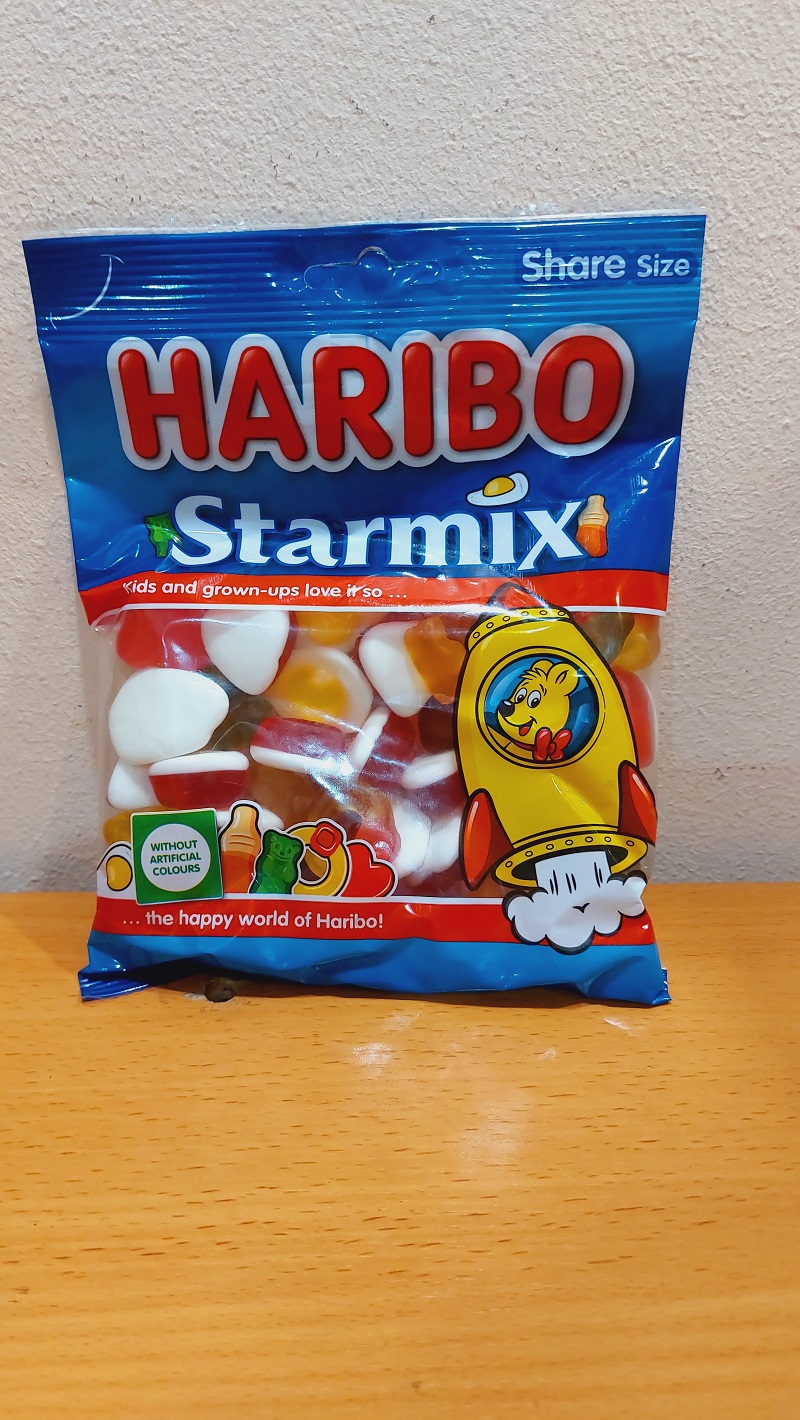 Share Size
HARIBO
Starmix
Kids and grown-ups love it so ...
WITHOUT
ARTIFICIAL
COLOURS
... the happy world of Haribo!